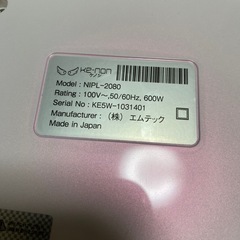 Ke-non
ケノン
Model : NIPL-2080
Rating : 100V~,50/60Hz, 600W
Serial No : KE5W-1031401
Manufacturer : (株) エムテック
Made in Japan